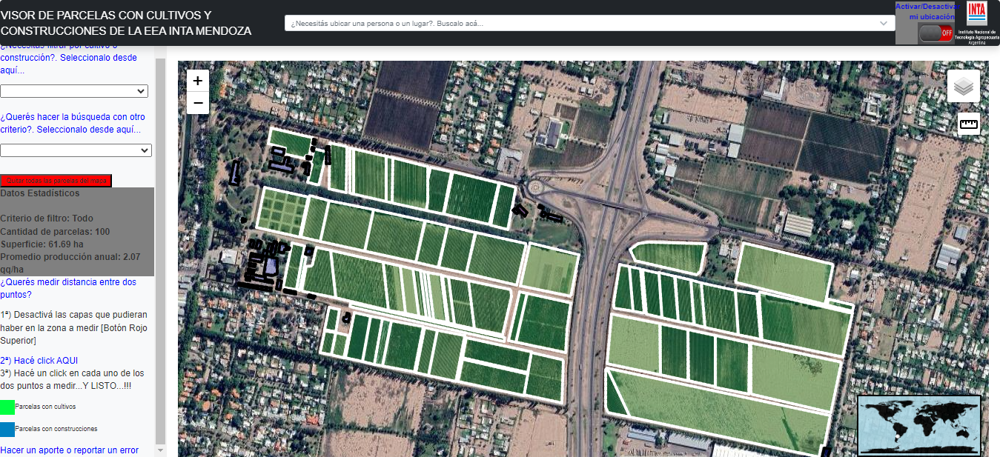 VISOR DE PARCELAS CON CULTIVOS Y
CONSTRUCCIONES DE LA EEA INTA MENDOZA
¿Necesitás ubicar una persona o un lugar?. Buscalo acá...
Activar/Desactivar
mi ubicación
OFF
INTA
Instituto Nacional de
Tecnología Agropecuaria
Argentina
¿Necesitás filtrar por cultivo o
construcción?. Seleccionalo desde
aquí...
¿Querés hacer la búsqueda con otro
criterio?. Seleccionalo desde aquí...
Quitar todas las parcelas del mapa
Datos Estadísticos
Criterio de filtro: Todo
Cantidad de parcelas: 100
Superficie: 61.69 ha
Promedio producción anual: 2.07
qq/ha
¿Querés medir distancia entre dos
puntos?
1ª) Desactivá las capas que pudieran
haber en la zona a medir [Botón Rojo
Superior]
2ª) Hacé click AQUI
3ª) Hacé un click en cada uno de los
dos puntos a medir...Y LISTO...!!!
Parcelas con cultivos
Parcelas con construcciones
Hacer un aporte o reportar un error
+
−